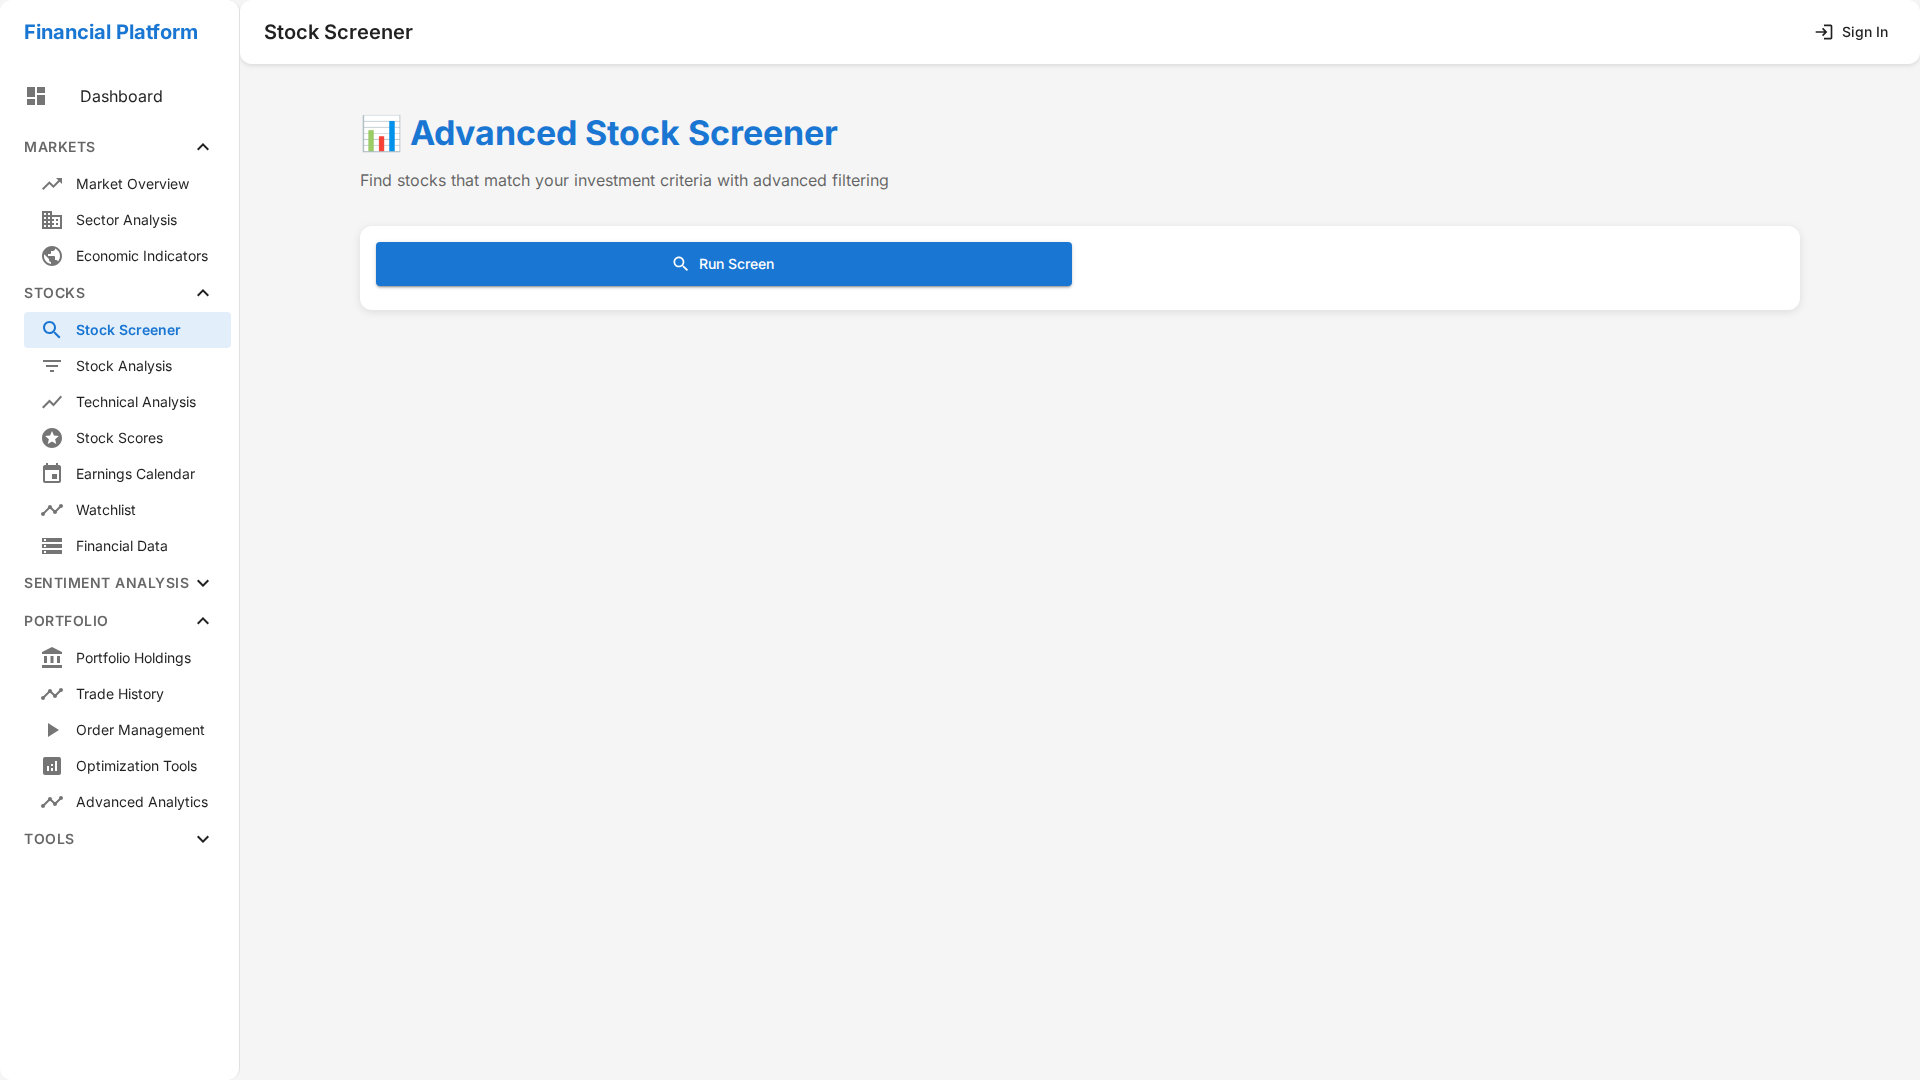 Financial Platform
Dashboard
MARKETS
Market Overview
Sector Analysis
Economic Indicators
STOCKS
Stock Screener
Stock Analysis
Technical Analysis
Stock Scores
Earnings Calendar
Watchlist
Financial Data
SENTIMENT ANALYSIS
PORTFOLIO
Portfolio Holdings
Trade History
Order Management
Optimization Tools
Advanced Analytics
TOOLS
Stock Screener
Sign In
📊 Advanced Stock Screener
Find stocks that match your investment criteria with advanced filtering
Run Screen